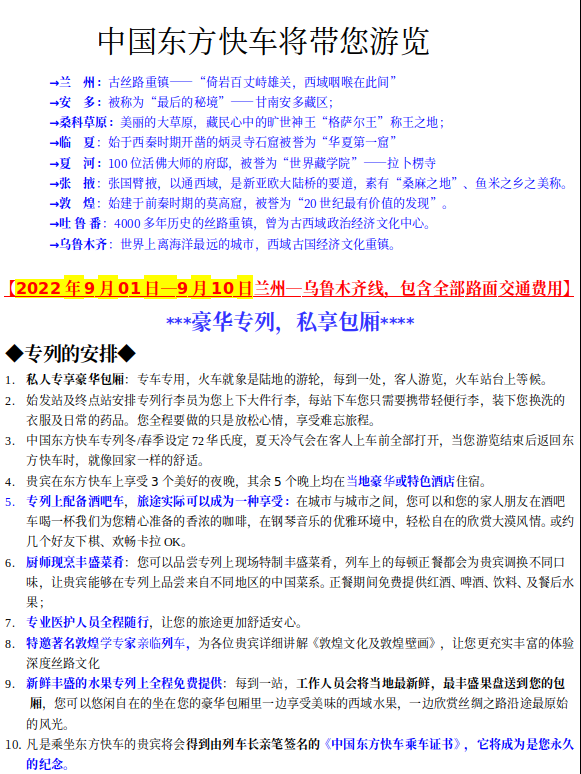 中国东方快车将带您游览
→兰　州：古丝路重镇——“倚岩百丈峙雄关，西域咽喉在此间”
→安　多：被称为“最后的秘境”——甘南安多藏区；
→桑科草原：美丽的大草原，藏民心中的旷世神王“格萨尔王”称王之地；
→临　夏：始于西秦时期开凿的炳灵寺石窟被誉为“华夏第一窟”
→夏　河：100 位活佛大师的府邸，被誉为“世界藏学院”——拉卜楞寺
→张　掖：张国臂掖，以通西域，是新亚欧大陆桥的要道，素有“桑麻之地”、鱼米之乡之美称。
→敦　煌：始建于前秦时期的莫高窟，被誉为“20 世纪最有价值的发现”。
→吐 鲁 番：4000 多年历史的丝路重镇，曾为古西域政治经济文化中心。
→乌鲁木齐：世界上离海洋最远的城市，西域古国经济文化重镇。
【2022 年 9 月 01 日—9 月 10 日兰州—乌鲁木齐线，包含全部路面交通费用】
***豪华专列，私享包厢****
◆专列的安排◆
1. 私人专享豪华包厢：专车专用，火车就象是陆地的游轮，每到一处，客人游览，火车站台上等候。
2. 始发站及终点站安排专列行李员为您上下大件行李，每站下车您只需要携带轻便行李，装下您换洗的
衣服及日常的药品。您全程要做的只是放松心情，享受难忘旅程。
3. 中国东方快车专列冬/春季设定 72 华氏度，夏天冷气会在客人上车前全部打开，当您游览结束后返回东
方快车时，就像回家一样的舒适。
4. 贵宾在东方快车上享受 3 个美好的夜晚，其余 5 个晚上均在当地豪华或特色酒店住宿。
5. 专列上配备酒吧车，旅途实际可以成为一种享受：在城市与城市之间，您可以和您的家人朋友在酒吧
车喝一杯我们为您精心准备的香浓的咖啡，在钢琴音乐的优雅环境中，轻松自在的欣赏大漠风情。或约
几个好友下棋、欢畅卡拉 OK。
6. 厨师现烹丰盛菜肴：您可以品尝专列上现场特制丰盛菜肴，列车上的每顿正餐都会为贵宾调换不同口
味，让贵宾能够在专列上品尝来自不同地区的中国菜系。正餐期间免费提供红酒、啤酒、饮料、及餐后水
果；
7. 专业医护人员全程随行，让您的旅途更加舒适安心。
8. 特邀著名敦煌学专家亲临列车，为各位贵宾详细讲解《敦煌文化及敦煌壁画》，让您更充实丰富的体验
深度丝路文化
9. 新鲜丰盛的水果专列上全程免费提供：每到一站，工作人员会将当地最新鲜，最丰盛果盘送到您的包
厢，您可以悠闲自在的坐在您的豪华包厢里一边享受美味的西域水果，一边欣赏丝绸之路沿途最原始
的风光。
10. 凡是乘坐东方快车的贵宾将会得到由列车长亲笔签名的《中国东方快车乘车证书》，它将成为是您永久
的纪念。